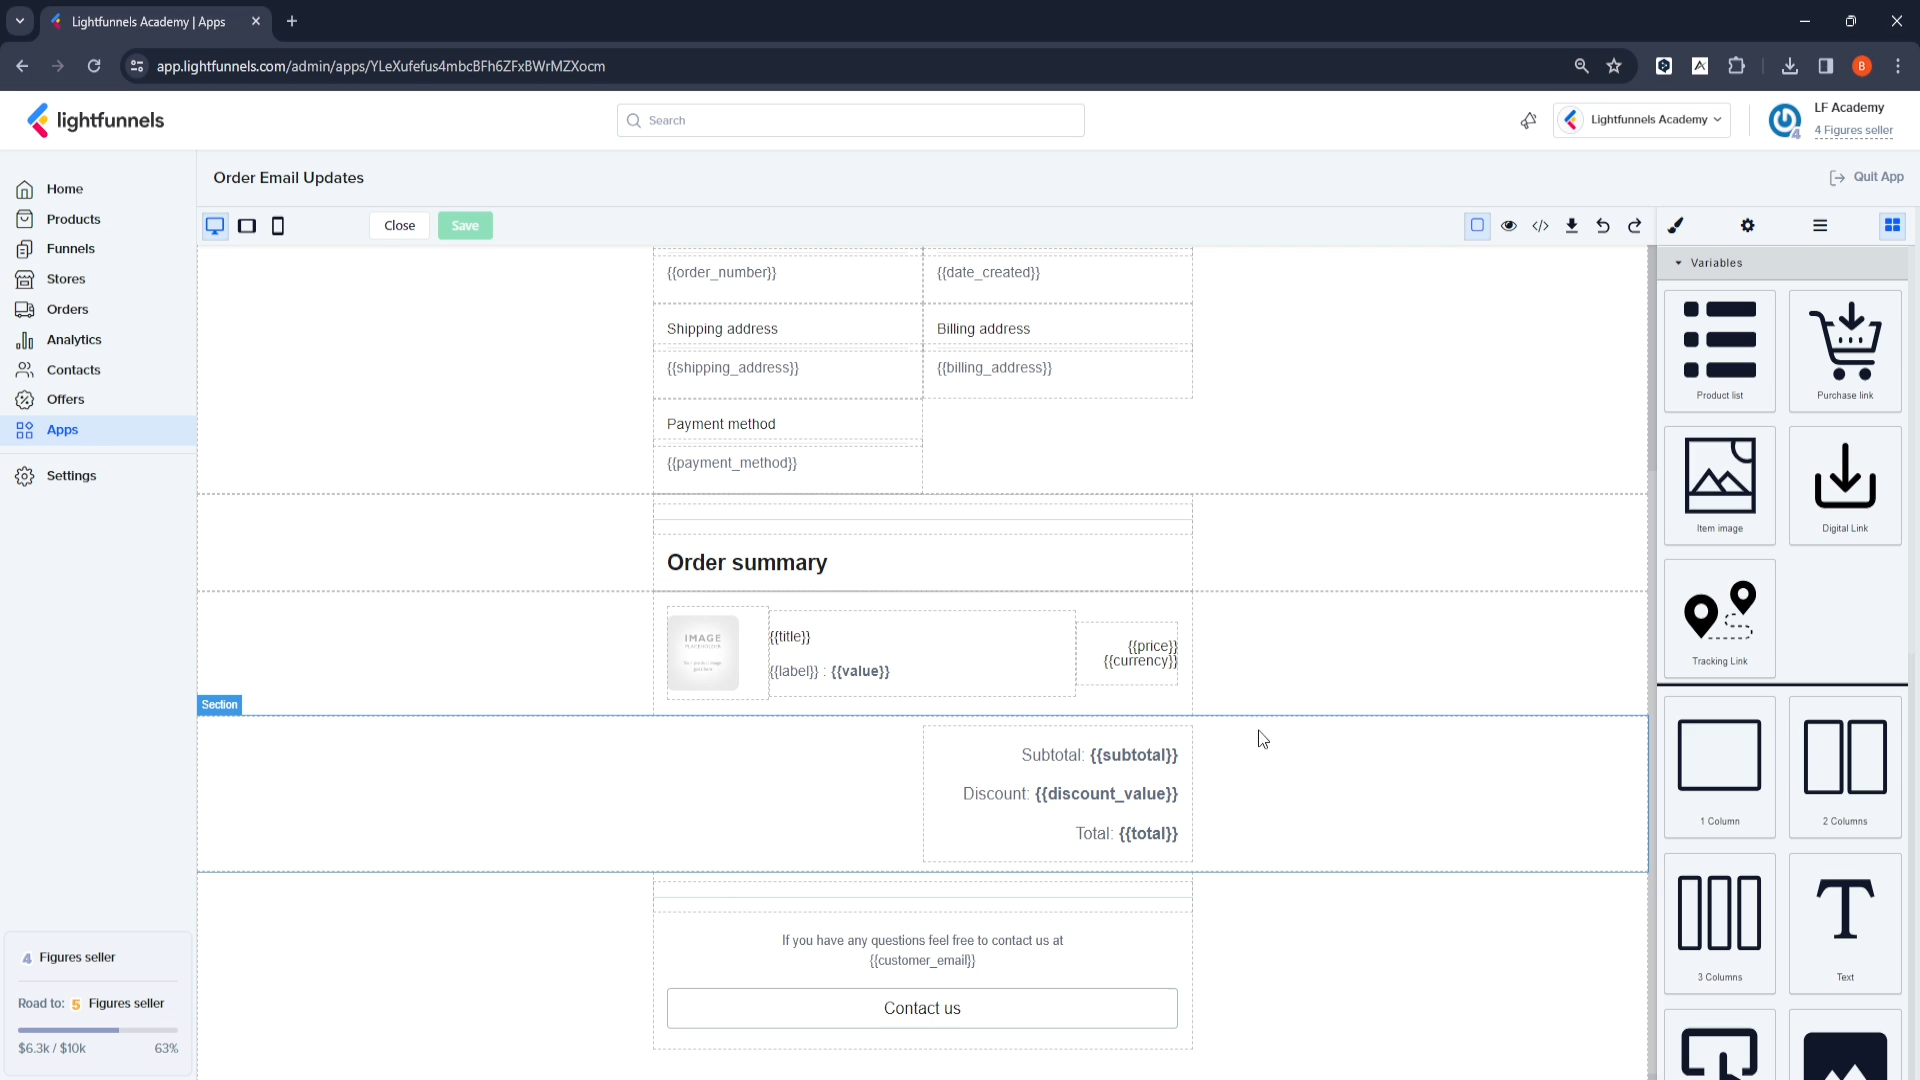 Lightfunnels Academy | Apps
app.lightfunnels.com/admin/apps/YLeXufefus4mbcBFh6ZFxBWrMZXocm
B
lightfunnels
Search
Lightfunnels Academy
4
LF Academy
4 Figures seller
Home
Products
Funnels
Stores
Orders
Analytics
Contacts
Offers
Apps
Settings
4 Figures seller
Road to: 5 Figures seller
$6.3k / $10k 63%
Order Email Updates
Quit App
Close
Save
{{order_number}} {{date_created}}
Shipping address Billing address
{{shipping_address}} {{billing_address}}
Payment method
{{payment_method}}
Order summary
IMAGE
PLACEHOLDER
{{title}}
{{label}} : {{value}}
{{price}}
{{currency}}
Section
Subtotal: {{subtotal}}
Discount: {{discount_value}}
Total: {{total}}
If you have any questions feel free to contact us at
{{customer_email}}
Contact us
Variables
Product list
Purchase link
Item image
Digital Link
Tracking Link
1 Column
2 Columns
3 Columns
T
Text